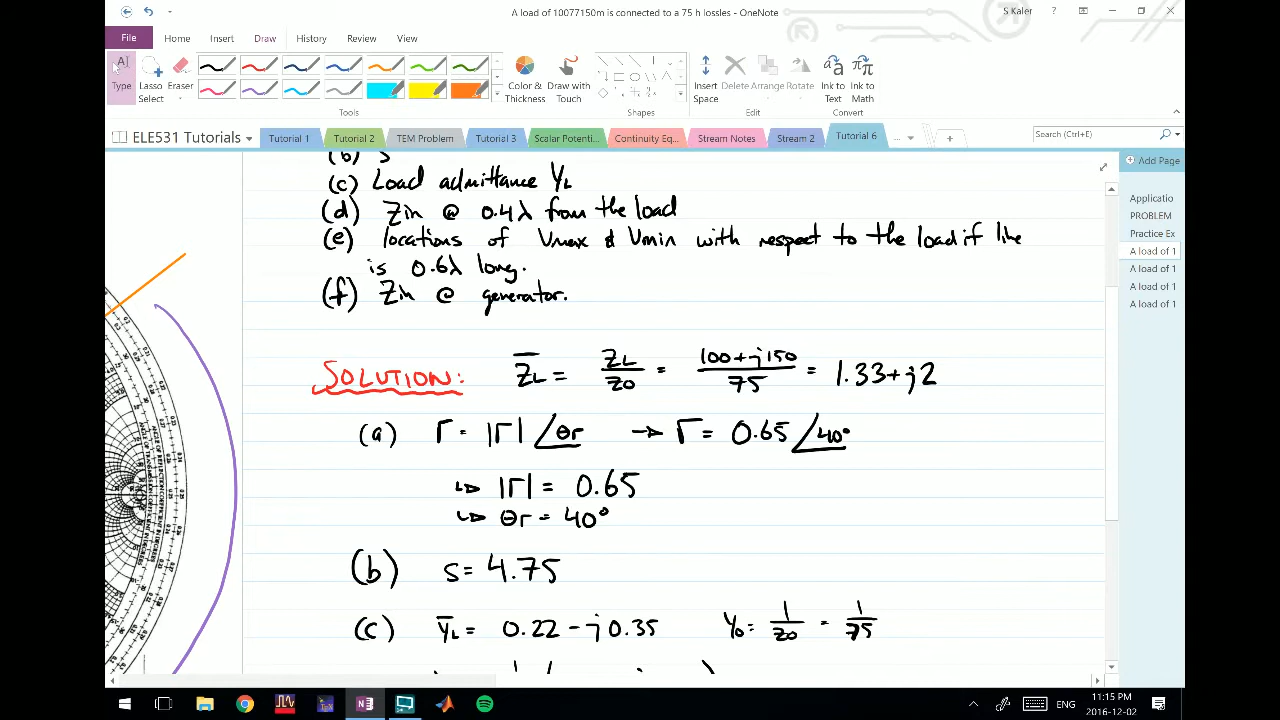 A load of 10077150m is connected to a 75 h lossles - OneNote
S Kaler
?
File Home Insert Draw History Review View
Type
Lasso Select
Eraser
Color & Thickness
Draw with Touch
Insert Space
Delete
Arrange
Rotate
Ink to Text
Ink to Math
Tools
Shapes
Edit
Convert
ELE531 Tutorials
Tutorial 1
Tutorial 2
TEM Problem
Tutorial 3
Scalar Potenti...
Continuity Eq...
Stream Notes
Stream 2
Tutorial 6
...
+
Search (Ctrl+E)
Add Page
Applicatio
PROBLEM
Practice Ex
A load of 1
A load of 1
A load of 1
A load of 1
(b) S
(c) Load admittance YL
(d) Zin @ 0.4λ from the load
(e) locations of Vmax & Vmin with respect to the load if line
is 0.6λ long.
(f) Zin @ generator.
SOLUTION: Z̅L = ZL/Z0 = (100+j150)/75 = 1.33+j2
(a) Γ = |Γ| ∠θr → Γ = 0.65 ∠40°
↳ |Γ| = 0.65
↳ θr = 40°
(b) s = 4.75
(c) y̅L = 0.22 - j0.35 Y0 = 1/Z0 = 1/75
ENG
11:15 PM
2016-12-02